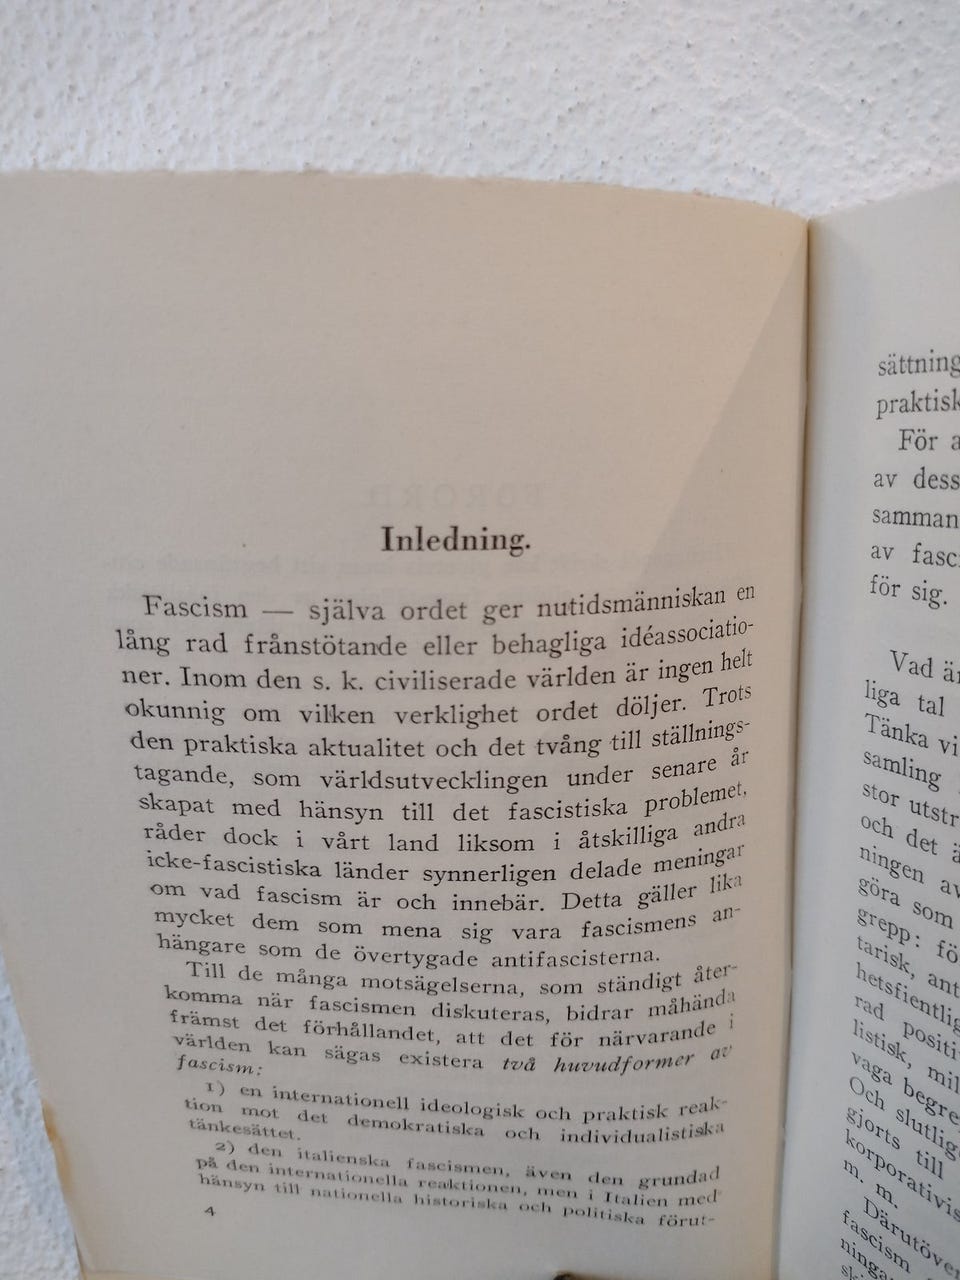 Inledning.
Fascism — själva ordet ger nutidsmänniskan en
lång rad frånstötande eller behagliga idéassociatio-
ner. Inom den s. k. civiliserade världen är ingen helt
okunnig om vilken verklighet ordet döljer. Trots
den praktiska aktualitet och det tvång till ställnings-
tagande, som världsutvecklingen under senare år
skapat med hänsyn till det fascistiska problemet,
råder dock i vårt land liksom i åtskilliga andra
icke-fascistiska länder synnerligen delade meningar
om vad fascism är och innebär. Detta gäller lika
mycket dem som mena sig vara fascismens an-
hängare som de övertygade antifascisterna.
Till de många motsägelserna, som ständigt åter-
komma när fascismen diskuteras, bidrar måhända
främst det förhållandet, att det för närvarande i
världen kan sägas existera två huvudformer av
fascism:
1) en internationell ideologisk och praktisk reak-
tion mot det demokratiska och individualistiska
tänkesättet.
2) den italienska fascismen, även den grundad
på den internationella reaktionen, men i Italien med
hänsyn till nationella historiska och politiska förut-
4
sättning
praktisk
För a
av dess
samman
av fasc
för sig.
Vad är
liga tal
Tänka vi
samling
stor utstr
och det ä
ningen av
göra som
grepp: fö
tarisk, ant
hetsfientlig
rad positi
listisk, mil
vaga begre
Och slutlig
gjorts till
korporativis
m. m.
Därutöve
fascism
ninga